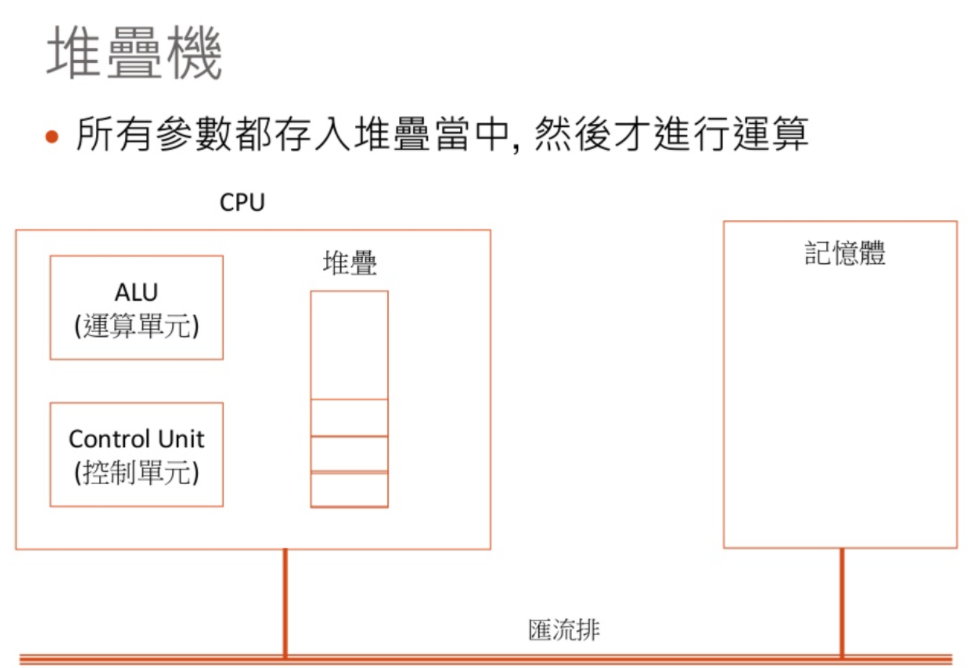 堆疊機
• 所有參數都存入堆疊當中, 然後才進行運算
CPU
ALU
(運算單元)
Control Unit
(控制單元)
堆疊
記憶體
匯流排